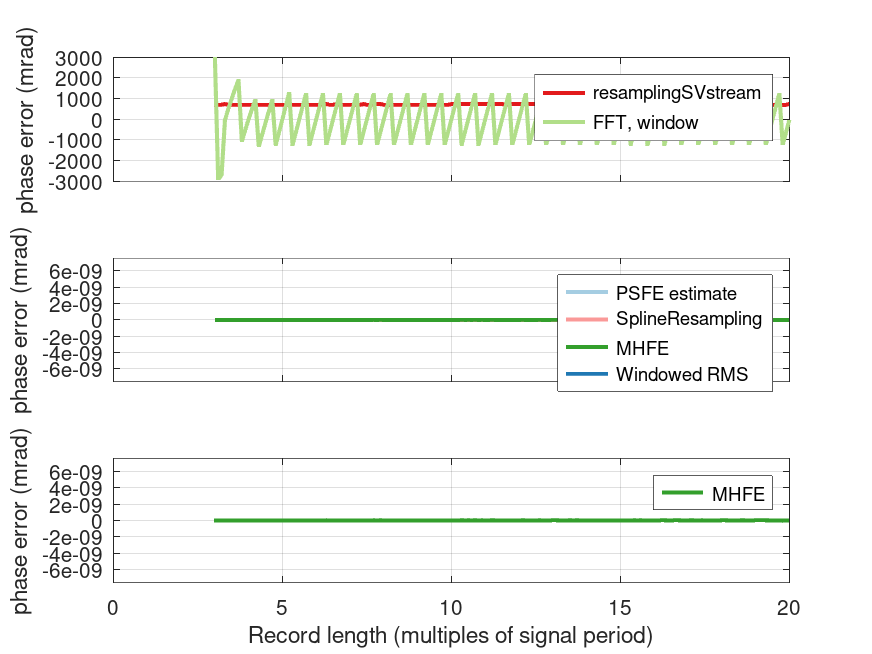 phase error (mrad)
3000
2000
1000
0
-1000
-2000
-3000
resamplingSVstream
FFT, window
phase error (mrad)
6e-09
4e-09
2e-09
0
-2e-09
-4e-09
-6e-09
PSFE estimate
SplineResampling
MHFE
Windowed RMS
phase error (mrad)
6e-09
4e-09
2e-09
0
-2e-09
-4e-09
-6e-09
MHFE
0 5 10 15 20
Record length (multiples of signal period)